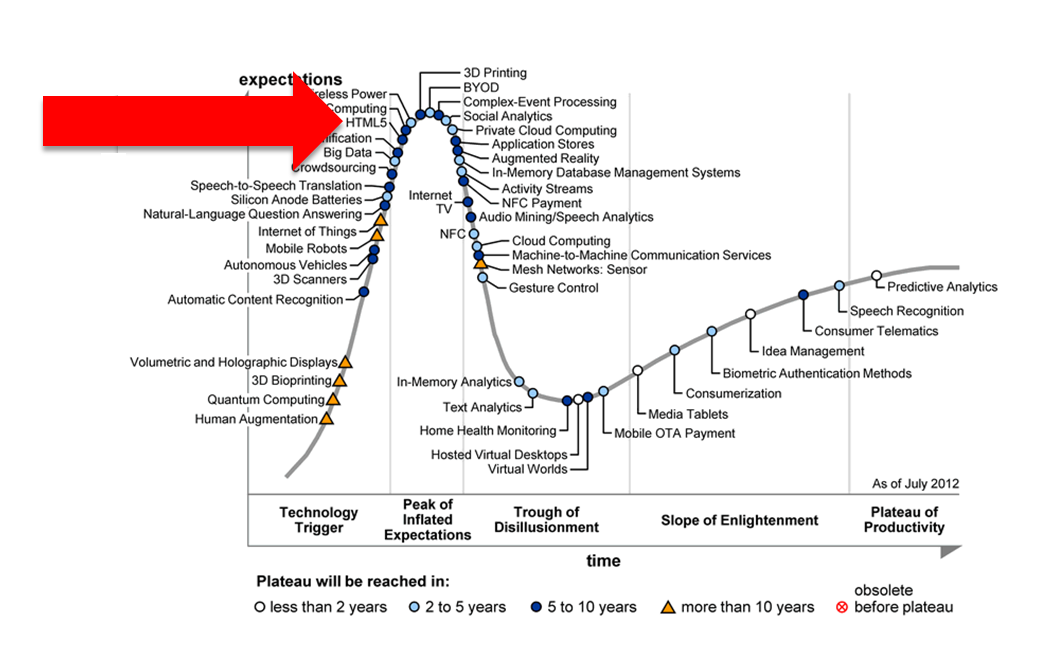 expectations
3D Printing
BYOD
Complex-Event Processing
Social Analytics
Private Cloud Computing
Application Stores
Augmented Reality
In-Memory Database Management Systems
Activity Streams
NFC Payment
Internet
TV
Audio Mining/Speech Analytics
NFC
Cloud Computing
Machine-to-Machine Communication Services
Mesh Networks: Sensor
Gesture Control
Power
Computing
HTML5
Big Data
Crowdsourcing
Speech-to-Speech Translation
Silicon Anode Batteries
Natural-Language Question Answering
Internet of Things
Mobile Robots
Autonomous Vehicles
3D Scanners
Automatic Content Recognition
Volumetric and Holographic Displays
3D Bioprinting
Quantum Computing
Human Augmentation
In-Memory Analytics
Text Analytics
Home Health Monitoring
Hosted Virtual Desktops
Virtual Worlds
Mobile OTA Payment
Media Tablets
Consumerization
Biometric Authentication Methods
Idea Management
Consumer Telematics
Speech Recognition
Predictive Analytics
As of July 2012
Technology
Trigger
Peak of
Inflated
Expectations
Trough of
Disillusionment
Slope of Enlightenment
Plateau of
Productivity
time
Plateau will be reached in:
less than 2 years
2 to 5 years
5 to 10 years
more than 10 years
obsolete
before plateau